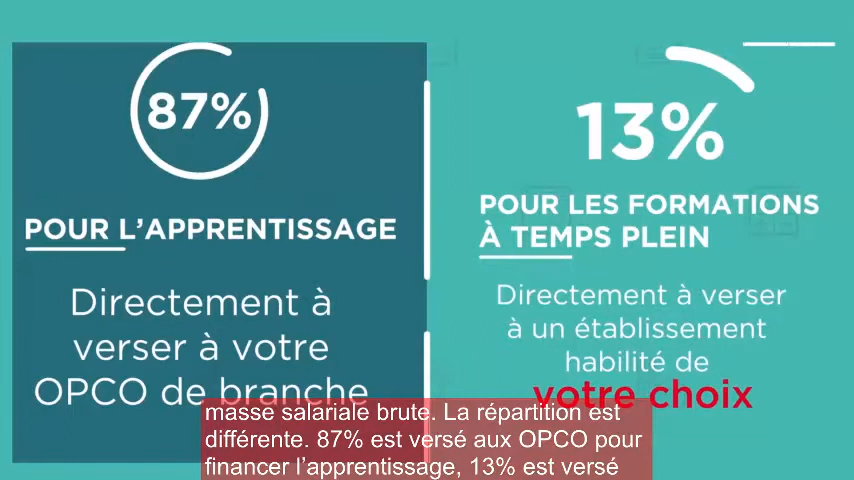 87%
POUR L'APPRENTISSAGE
Directement à
verser à votre
OPCO de branche
13%
POUR LES FORMATIONS
À TEMPS PLEIN
Directement à verser
à un établissement
habilité de
votre choix
masse salariale brute. La répartition est
différente. 87% est versé aux OPCO pour
financer l'apprentissage, 13% est versé